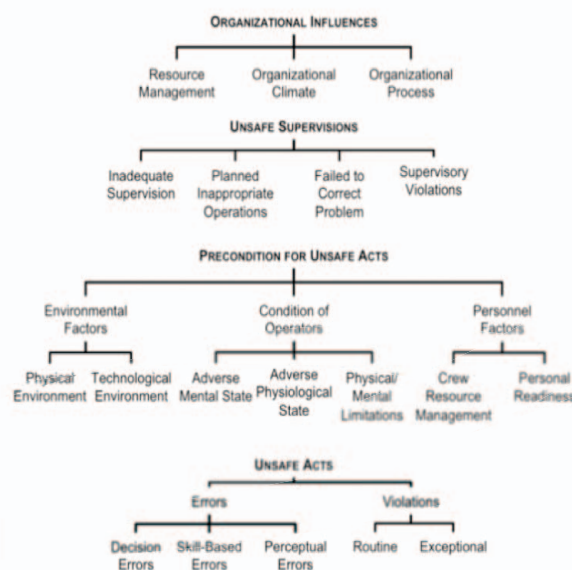 ORGANIZATIONAL INFLUENCES
Resource Management
Organizational Climate
Organizational Process
UNSAFE SUPERVISIONS
Inadequate Supervision
Planned Inappropriate Operations
Failed to Correct Problem
Supervisory Violations
PRECONDITION FOR UNSAFE ACTS
Environmental Factors
Condition of Operators
Personnel Factors
Physical Environment
Technological Environment
Adverse Mental State
Adverse Physiological State
Physical/ Mental Limitations
Crew Resource Management
Personal Readiness
UNSAFE ACTS
Errors
Violations
Decision Errors
Skill-Based Errors
Perceptual Errors
Routine
Exceptional